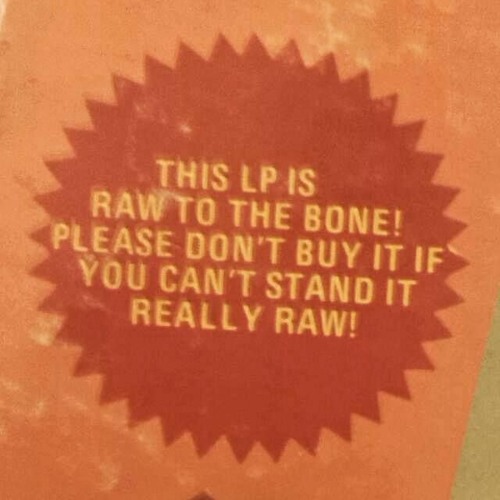 THIS LP IS
RAW TO THE BONE!
PLEASE DON'T BUY IT IF
YOU CAN'T STAND IT
REALLY RAW!